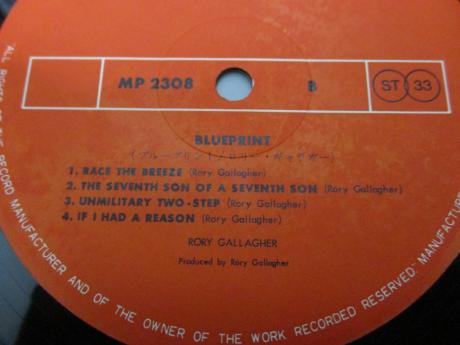 MP 2308
B
ST 33
BLUEPRINT
(ブループリント／ロリー・ギャラガー)
1. RACE THE BREEZE (Rory Gallagher)
2. THE SEVENTH SON OF A SEVENTH SON (Rory Gallagher)
3. UNMILITARY TWO-STEP (Rory Gallagher)
4. IF I HAD A REASON (Rory Gallagher)
RORY GALLAGHER
Produced by Rory Gallagher
"ALL RIGHTS OF THE RECORD MANUFACTURER AND OF THE OWNER OF THE WORK RECORDED RESERVED: